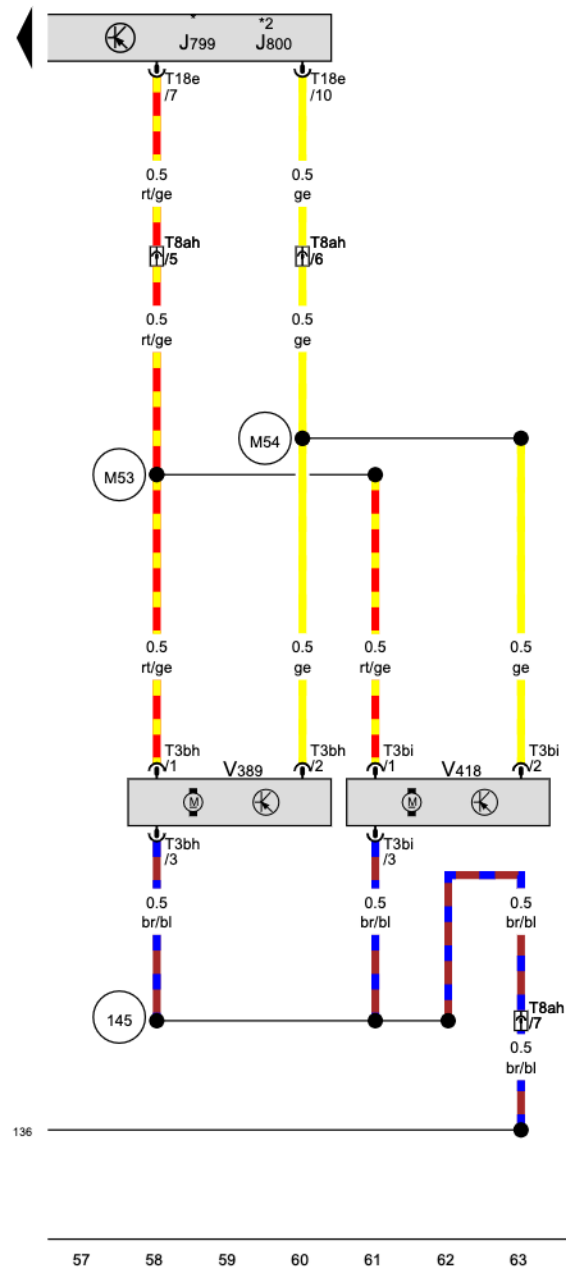 * *2
J799 J800
T18e T18e
/7 /10
0.5 0.5
rt/ge ge
T8ah T8ah
/5 /6
0.5 0.5
rt/ge ge
M54
M53
0.5 0.5 0.5 0.5
rt/ge ge rt/ge ge
T3bh T3bh T3bi T3bi
/1 V389 /2 /1 V418 /2
M M
T3bh T3bi
/3 /3
0.5 0.5 0.5
br/bl br/bl br/bl
145 T8ah
/7
0.5
br/bl
136
57 58 59 60 61 62 63